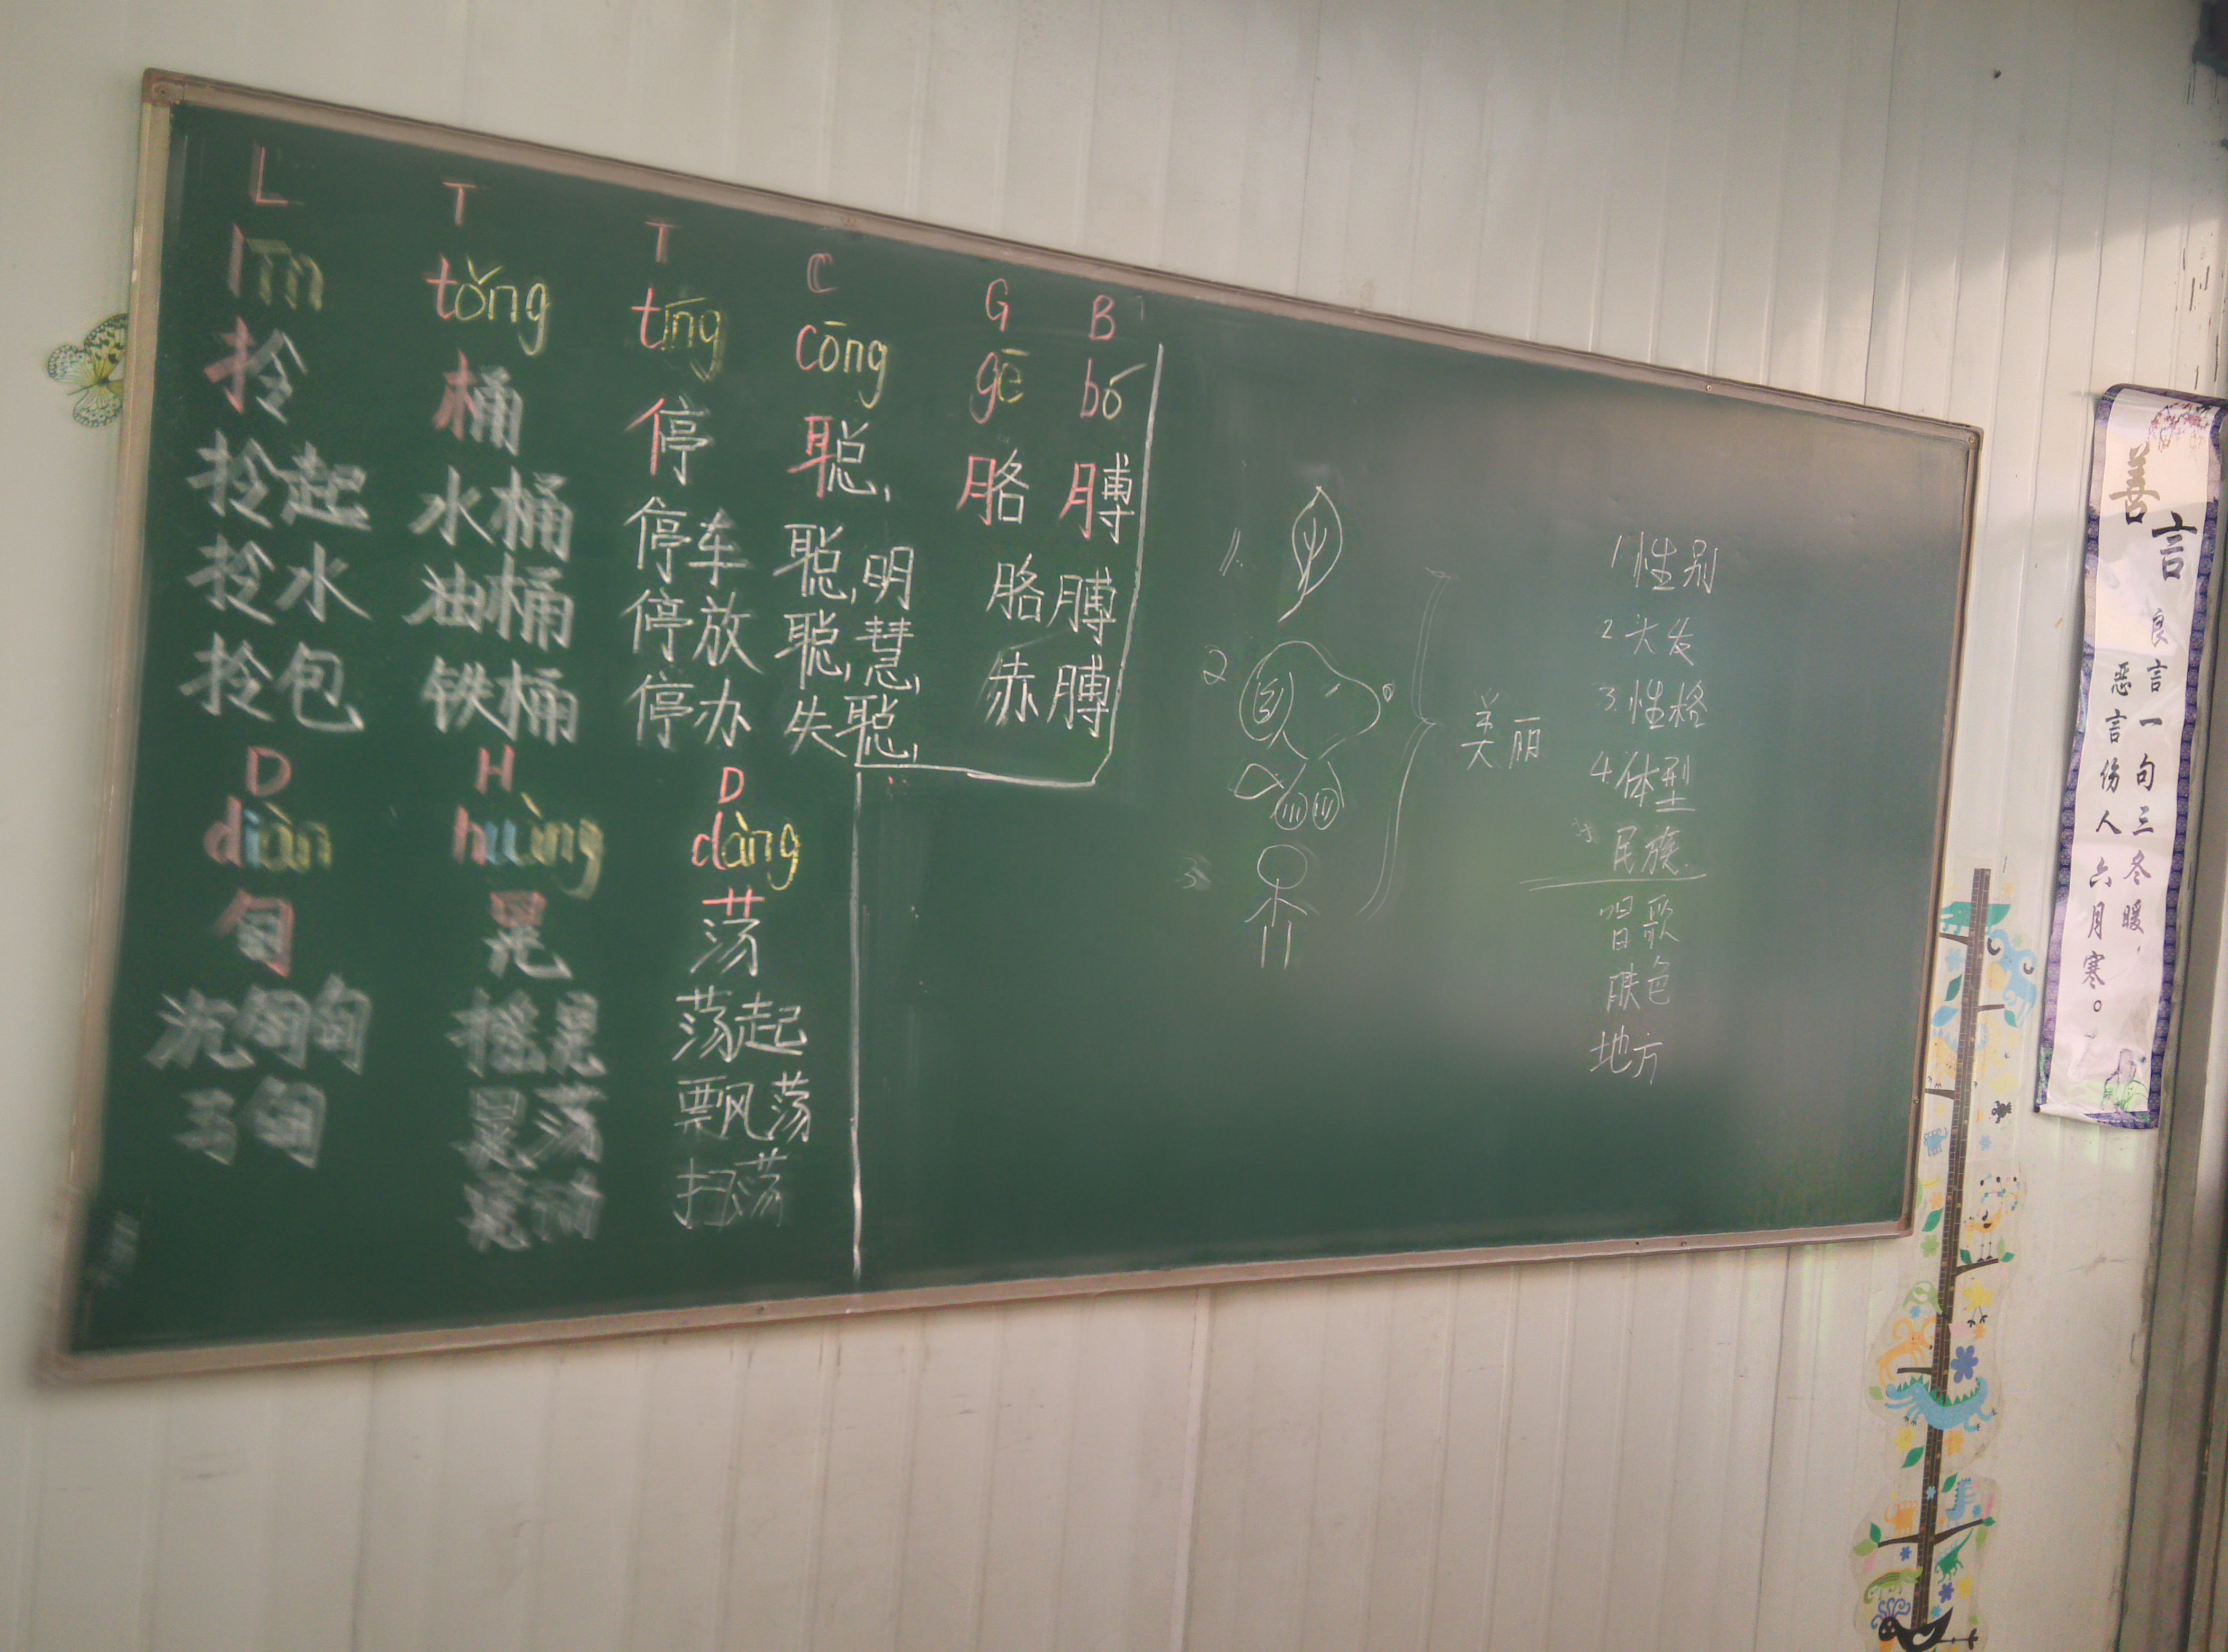 L
līn
拎
拎起
拎水
拎包
T
tǒng
桶
水桶
油桶
铁桶
T
tíng
停
停车
停放
停办
C
cōng
聪
聪明
聪慧
失聪
G B
gē bó
胳 膊
胳膊
赤膊
D
diàn
甸
沉甸甸
甸
H
huàng
晃
摇晃
晃荡
晃动
D
dàng
荡
荡起
飘荡
扫荡
1.
2
3
美丽
1.性别
2.头发
3.性格
4.体型
民族.
唱歌
肤色
地方
善言
良言一句三冬暖,
恶言伤人六月寒。